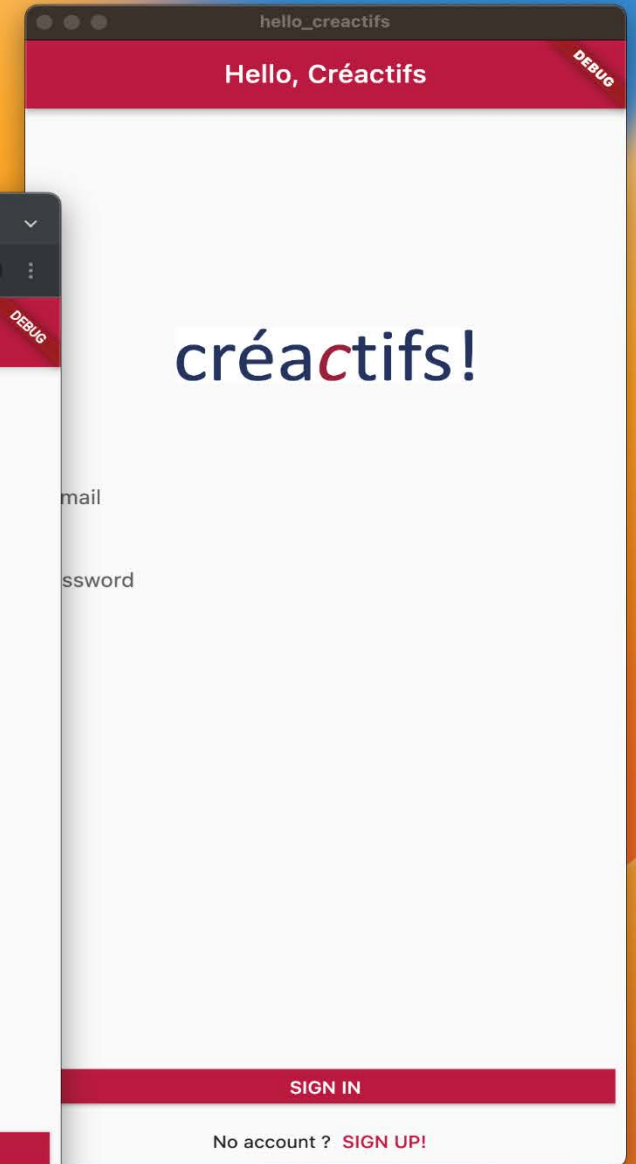 hello_creactifs
Hello, Créactifs
DEBUG
DEBUG
créactifs!
mail
ssword
SIGN IN
No account ? SIGN UP!